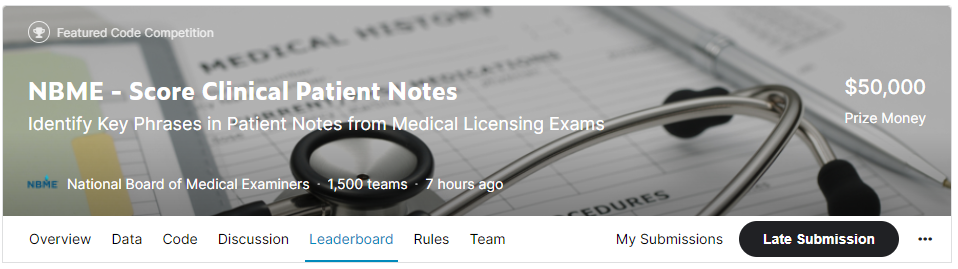 Featured Code Competition
MEDICAL HISTORY
NBME - Score Clinical Patient Notes
$50,000
Identify Key Phrases in Patient Notes from Medical Licensing Exams
Prize Money
NBME National Board of Medical Examiners · 1,500 teams · 7 hours ago
Overview Data Code Discussion Leaderboard Rules Team My Submissions Late Submission ···